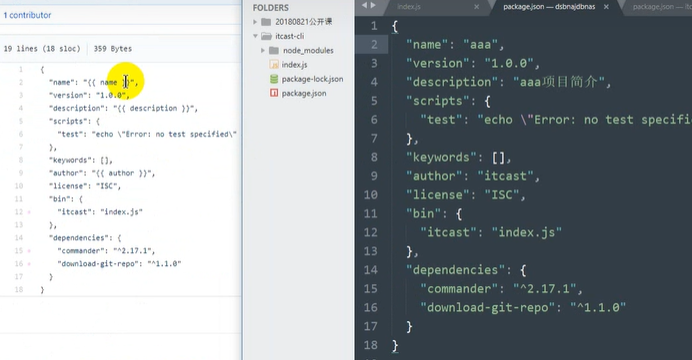 1 contributor
19 lines (18 sloc) 359 Bytes
1 {
2 "name": "{{ name }}",
3 "version": "1.0.0",
4 "description": "{{ description }}",
5 "scripts": {
6 "test": "echo \"Error: no test specified\"
7 },
8 "keywords": [],
9 "author": "{{ author }}",
10 "license": "ISC",
11 "bin": {
12 "itcast": "index.js"
13 },
14 "dependencies": {
15 "commander": "^2.17.1",
16 "download-git-repo": "^1.1.0"
17 }
18 }
FOLDERS
20180821公开课
itcast-cli
node_modules
index.js
package-lock.json
package.json
index.js
package.json — dsbnajdbnas
package.json — itc
1 {
2 "name": "aaa",
3 "version": "1.0.0",
4 "description": "aaa项目简介",
5 "scripts": {
6 "test": "echo \"Error: no test specifi
7 },
8 "keywords": [],
9 "author": "itcast",
10 "license": "ISC",
11 "bin": {
12 "itcast": "index.js"
13 },
14 "dependencies": {
15 "commander": "^2.17.1",
16 "download-git-repo": "^1.1.0"
17 }
18 }